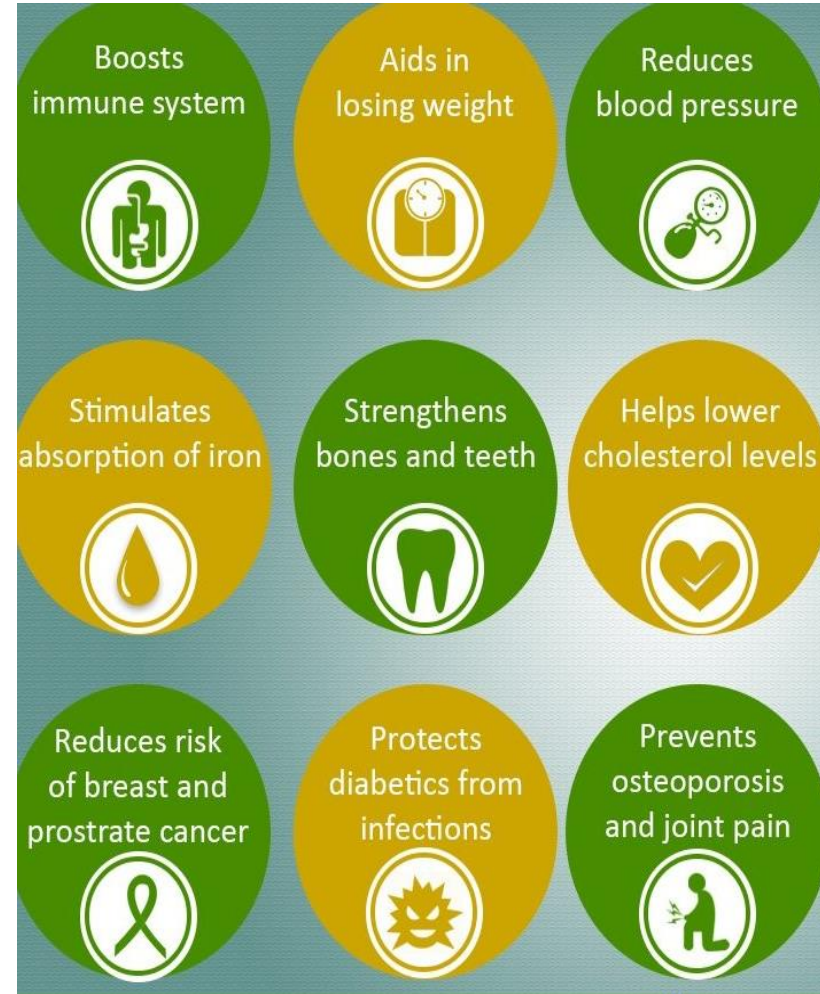 Boosts
immune system
Aids in
losing weight
Reduces
blood pressure
Stimulates
absorption of iron
Strengthens
bones and teeth
Helps lower
cholesterol levels
Reduces risk
of breast and
prostrate cancer
Protects
diabetics from
infections
Prevents
osteoporosis
and joint pain